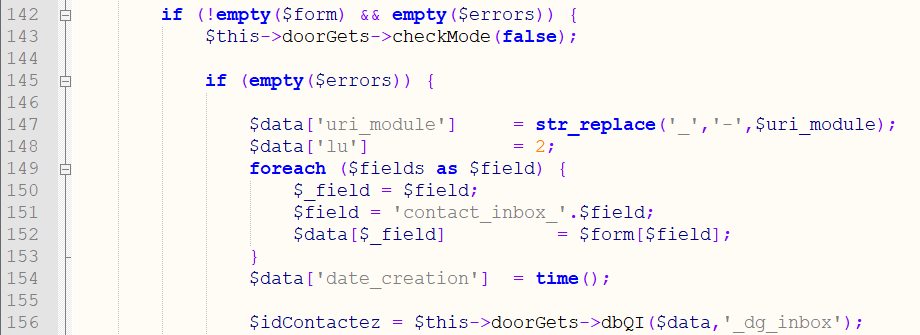 142 if (!empty($form) && empty($errors)) {
143 $this->doorGets->checkMode(false);
144
145 if (empty($errors)) {
146
147 $data['uri_module'] = str_replace('_','-',$uri_module);
148 $data['lu'] = 2;
149 foreach ($fields as $field) {
150 $_field = $field;
151 $field = 'contact_inbox_'.$field;
152 $data[$_field] = $form[$field];
153 }
154 $data['date_creation'] = time();
155
156 $idContactez = $this->doorGets->dbQI($data,'_dg_inbox');